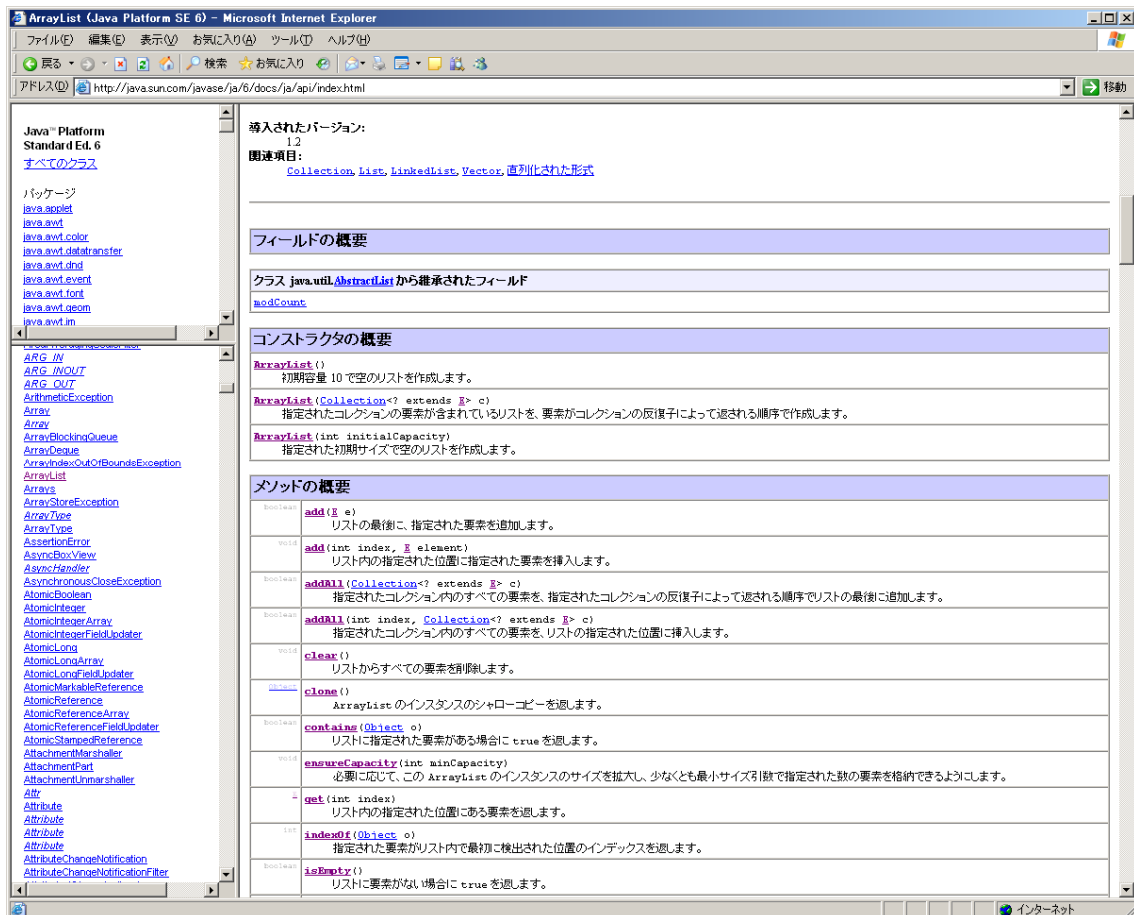 ArrayList (Java Platform SE 6) - Microsoft Internet Explorer
ファイル(F) 編集(E) 表示(V) お気に入り(A) ツール(T) ヘルプ(H)
戻る 検索 お気に入り
アドレス(D) http://java.sun.com/javase/ja/6/docs/ja/api/index.html 移動
Java™ Platform
Standard Ed. 6
すべてのクラス
パッケージ
java.applet
java.awt
java.awt.color
java.awt.datatransfer
java.awt.dnd
java.awt.event
java.awt.font
java.awt.geom
java.awt.im
ARG_IN
ARG_INOUT
ARG_OUT
ArithmeticException
Array
Array
ArrayBlockingQueue
ArrayDeque
ArrayIndexOutOfBoundsException
ArrayList
Arrays
ArrayStoreException
ArrayType
ArrayType
AssertionError
AsyncBoxView
AsyncHandler
AsynchronousCloseException
AtomicBoolean
AtomicInteger
AtomicIntegerArray
AtomicIntegerFieldUpdater
AtomicLong
AtomicLongArray
AtomicLongFieldUpdater
AtomicMarkableReference
AtomicReference
AtomicReferenceArray
AtomicReferenceFieldUpdater
AtomicStampedReference
AttachmentMarshaller
AttachmentPart
AttachmentUnmarshaller
Attr
Attribute
Attribute
Attribute
Attribute
AttributeChangeNotification
AttributeChangeNotificationFilter
導入されたバージョン:
1.2
関連項目:
Collection, List, LinkedList, Vector, 直列化された形式
フィールドの概要
クラス java.util.AbstractList から継承されたフィールド
modCount
コンストラクタの概要
ArrayList()
初期容量 10 で空のリストを作成します。
ArrayList(Collection<? extends E> c)
指定されたコレクションの要素が含まれているリストを、要素がコレクションの反復子によって返される順序で作成します。
ArrayList(int initialCapacity)
指定された初期サイズで空のリストを作成します。
メソッドの概要
boolean add(E e)
リストの最後に、指定された要素を追加します。
void add(int index, E element)
リスト内の指定された位置に指定された要素を挿入します。
boolean addAll(Collection<? extends E> c)
指定されたコレクション内のすべての要素を、指定されたコレクションの反復子によって返される順序でリストの最後に追加します。
boolean addAll(int index, Collection<? extends E> c)
指定されたコレクション内のすべての要素を、リストの指定された位置に挿入します。
void clear()
リストからすべての要素を削除します。
Object clone()
ArrayList のインスタンスのシャローコピーを返します。
boolean contains(Object o)
リストに指定された要素がある場合に true を返します。
void ensureCapacity(int minCapacity)
必要に応じて、この ArrayList のインスタンスのサイズを拡大し、少なくとも最小サイズ引数で指定された数の要素を格納できるようにします。
E get(int index)
リスト内の指定された位置にある要素を返します。
int indexOf(Object o)
指定された要素がリスト内で最初に検出された位置のインデックスを返します。
boolean isEmpty()
リストに要素がない場合に true を返します。
インターネット